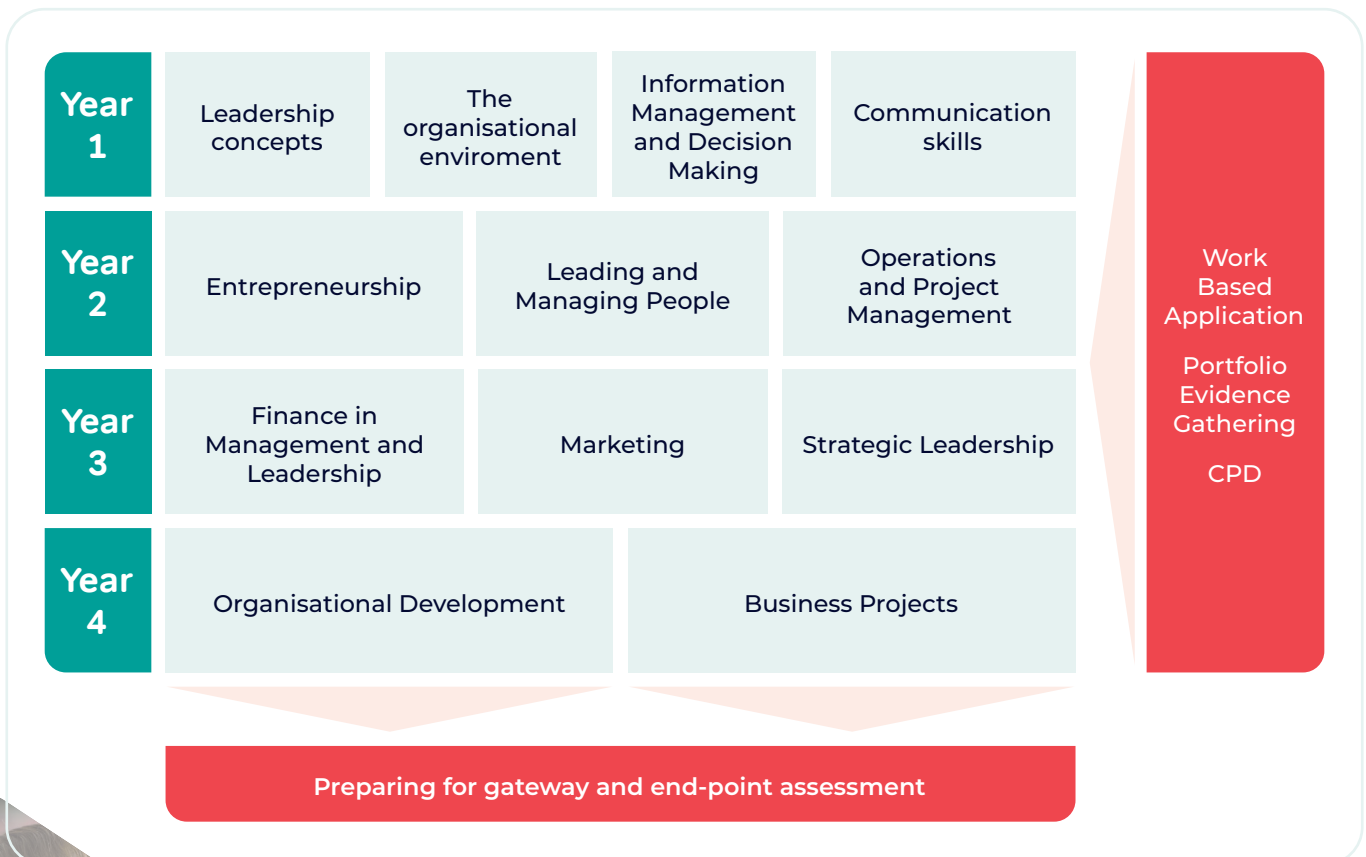 Year
1
Leadership
concepts
The
organisational
enviroment
Information
Management
and Decision
Making
Communication
skills
Year
2
Entrepreneurship
Leading and
Managing People
Operations
and Project
Management
Year
3
Finance in
Management and
Leadership
Marketing
Strategic Leadership
Year
4
Organisational Development
Business Projects
Work
Based
Application
Portfolio
Evidence
Gathering
CPD
Preparing for gateway and end-point assessment